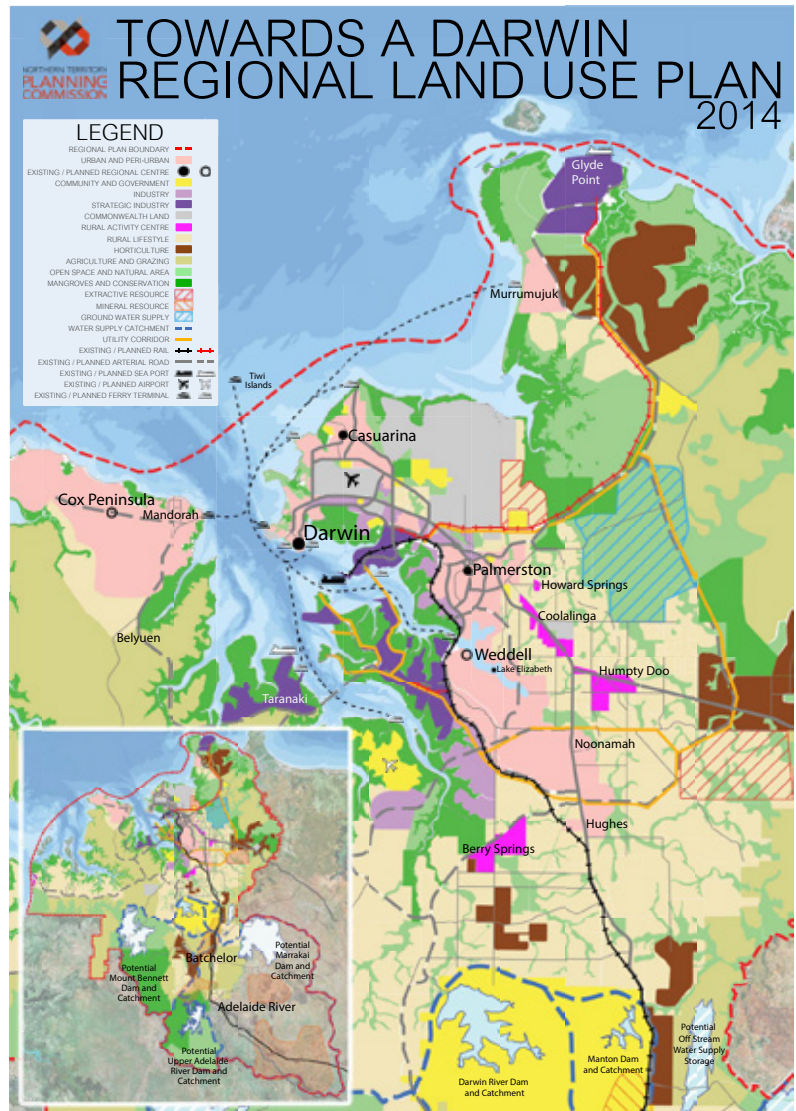 TOWARDS A DARWIN
REGIONAL LAND USE PLAN
2014
NORTHERN TERRITORY
PLANNING
COMMISSION
LEGEND
REGIONAL PLAN BOUNDARY
URBAN AND PERI-URBAN
EXISTING / PLANNED REGIONAL CENTRE
COMMUNITY AND GOVERNMENT
INDUSTRY
STRATEGIC INDUSTRY
COMMONWEALTH LAND
RURAL ACTIVITY CENTRE
RURAL LIFESTYLE
HORTICULTURE
AGRICULTURE AND GRAZING
OPEN SPACE AND NATURAL AREA
MANGROVES AND CONSERVATION
EXTRACTIVE RESOURCE
MINERAL RESOURCE
GROUND WATER SUPPLY
WATER SUPPLY CATCHMENT
UTILITY CORRIDOR
EXISTING / PLANNED RAIL
EXISTING / PLANNED ARTERIAL ROAD
EXISTING / PLANNED SEA PORT
EXISTING / PLANNED AIRPORT
EXISTING / PLANNED FERRY TERMINAL
Glyde
Point
Murrumujuk
Tiwi
Islands
Casuarina
Cox Peninsula
Mandorah
Darwin
Palmerston
Howard Springs
Coolalinga
Belyuen
Weddell
Lake Elizabeth
Humpty Doo
Taranaki
Noonamah
Hughes
Berry Springs
Batchelor
Potential
Marrakai
Dam and
Catchment
Potential
Mount Bennett
Dam and
Catchment
Adelaide River
Potential
Upper Adelaide
River Dam and
Catchment
Darwin River Dam
and Catchment
Manton Dam
and Catchment
Potential
Off Stream
Water Supply
Storage